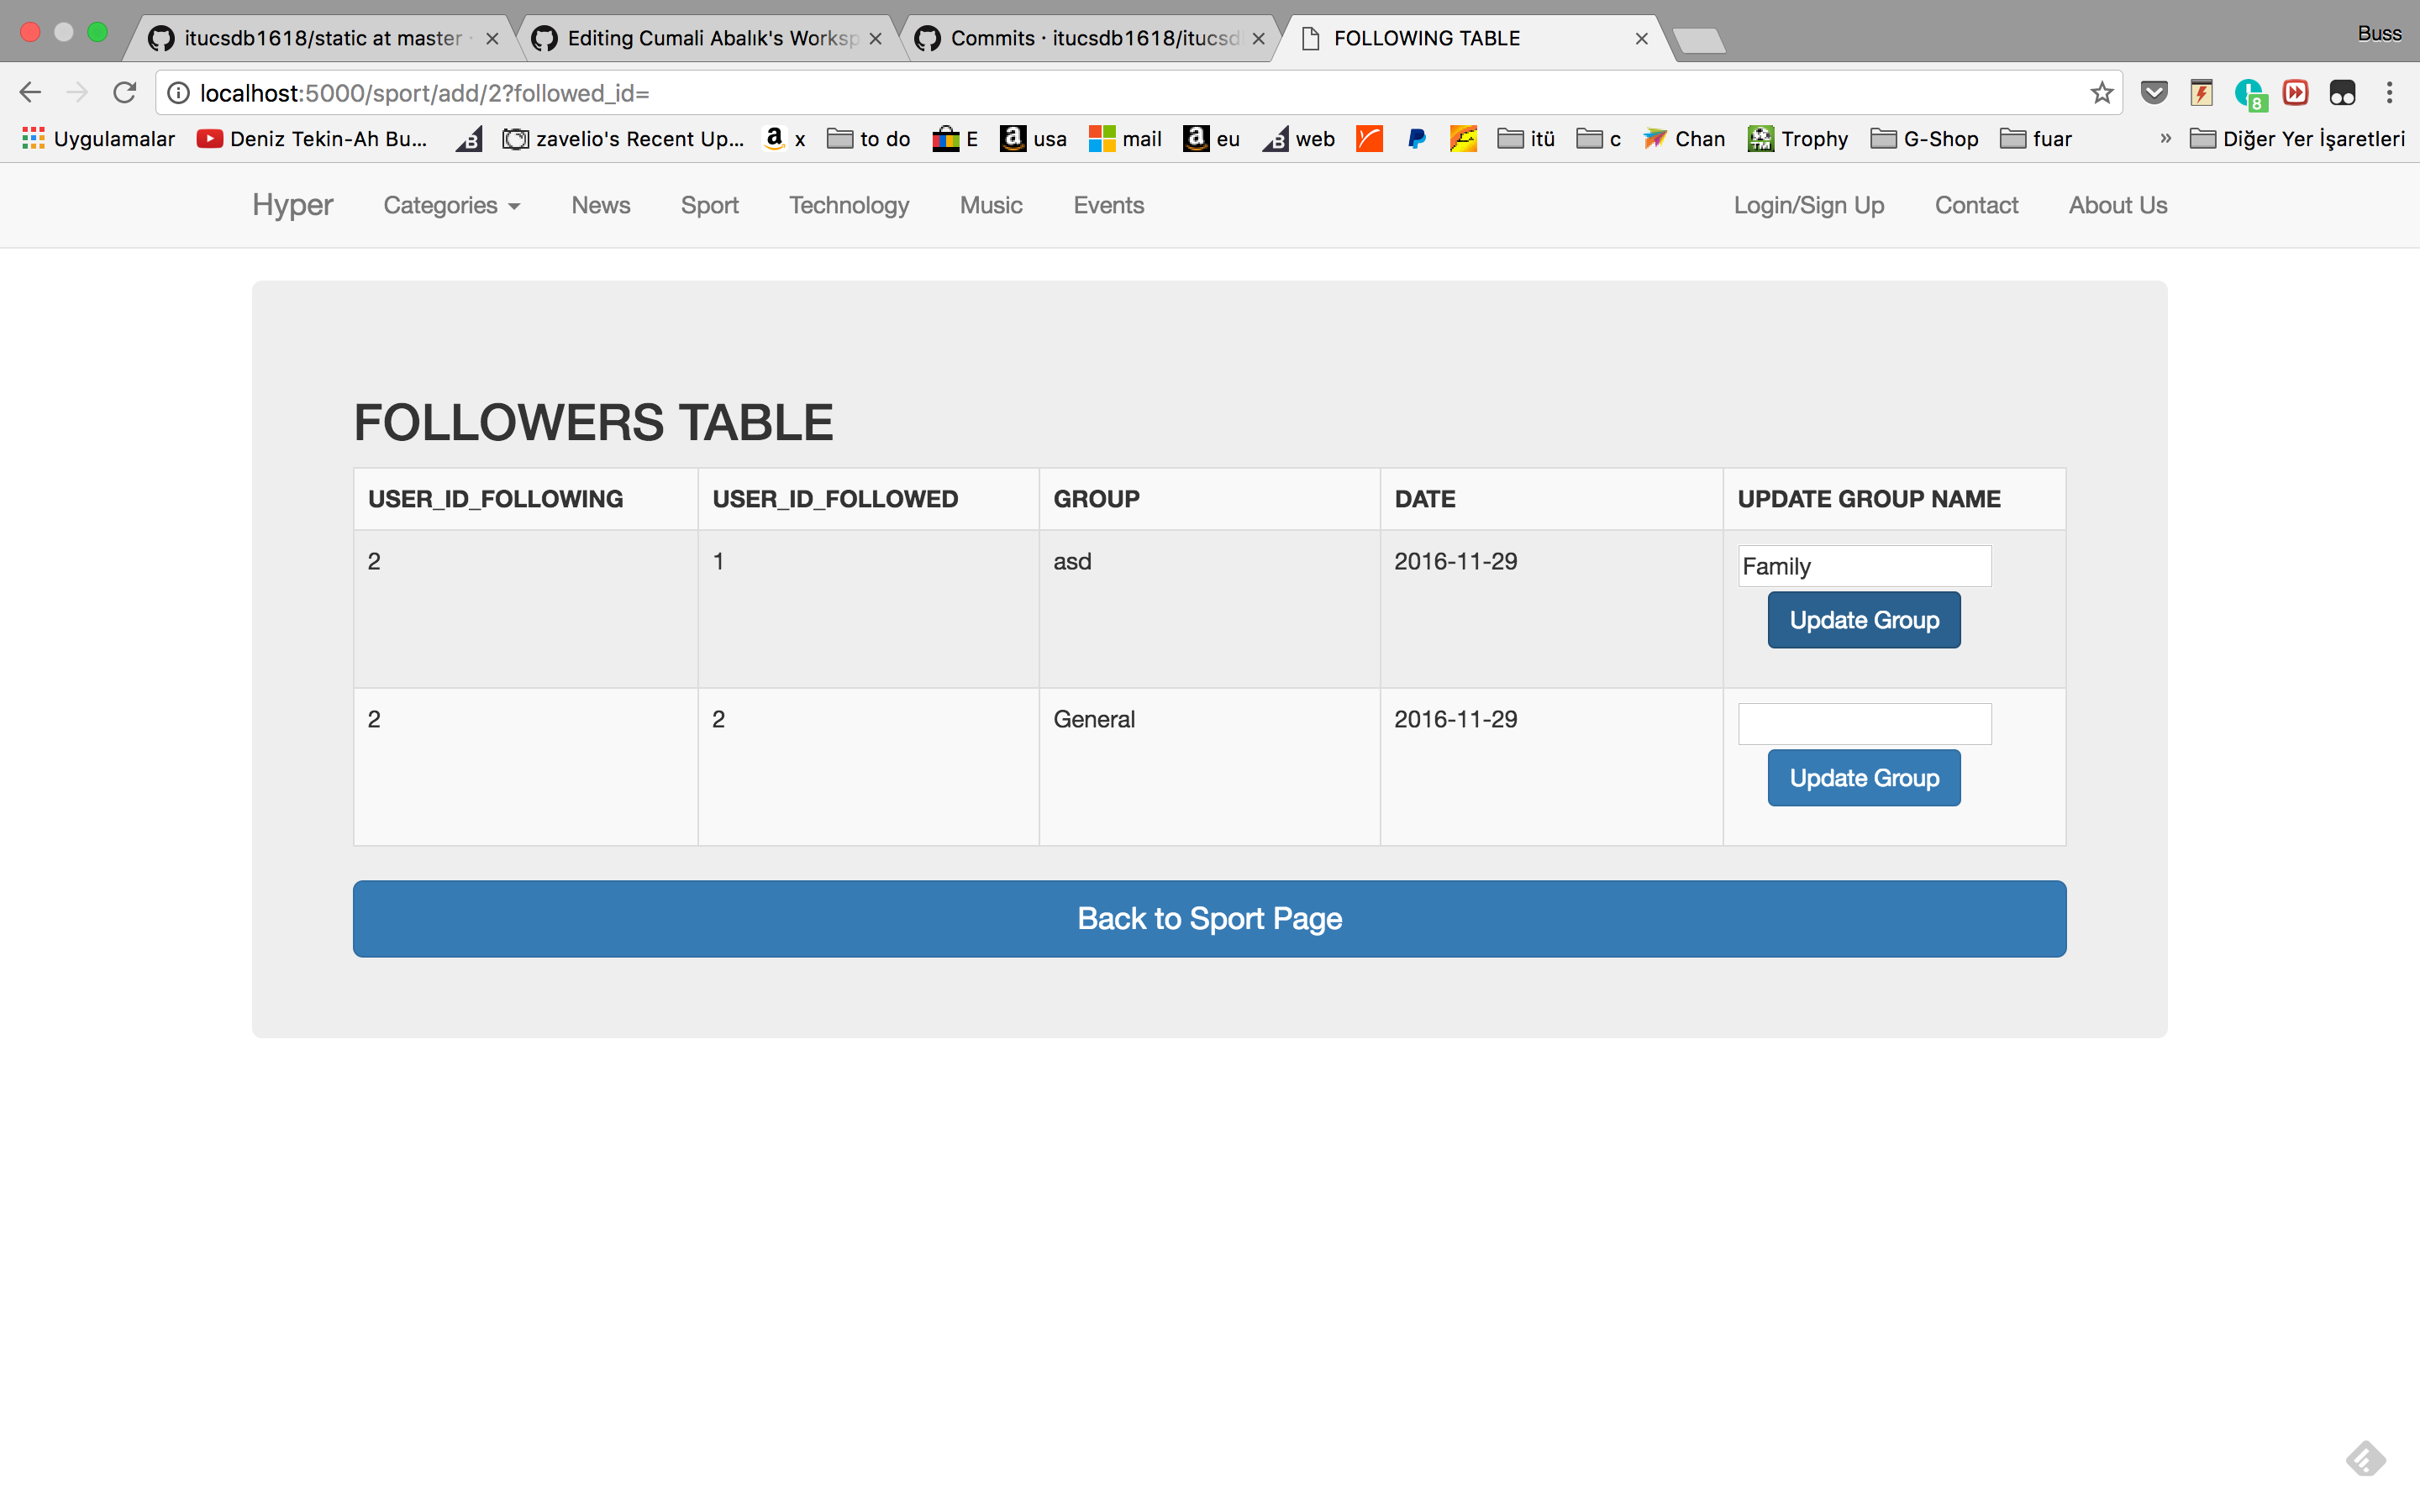 itucsdb1618/static at master
Editing Cumali Abalık's Worksp
Commits · itucsdb1618/itucsd
FOLLOWING TABLE
Buss
localhost:5000/sport/add/2?followed_id=
8
Uygulamalar
Deniz Tekin-Ah Bu...
zavelio's Recent Up...
x
to do
E
usa
mail
eu
web
itü
c
Chan
Trophy
G-Shop
fuar
»
Diğer Yer İşaretleri
Hyper
Categories
News
Sport
Technology
Music
Events
Login/Sign Up
Contact
About Us
FOLLOWERS TABLE
USER_ID_FOLLOWING USER_ID_FOLLOWED GROUP DATE UPDATE GROUP NAME
2 1 asd 2016-11-29 Family
Update Group
2 2 General 2016-11-29
Update Group
Back to Sport Page